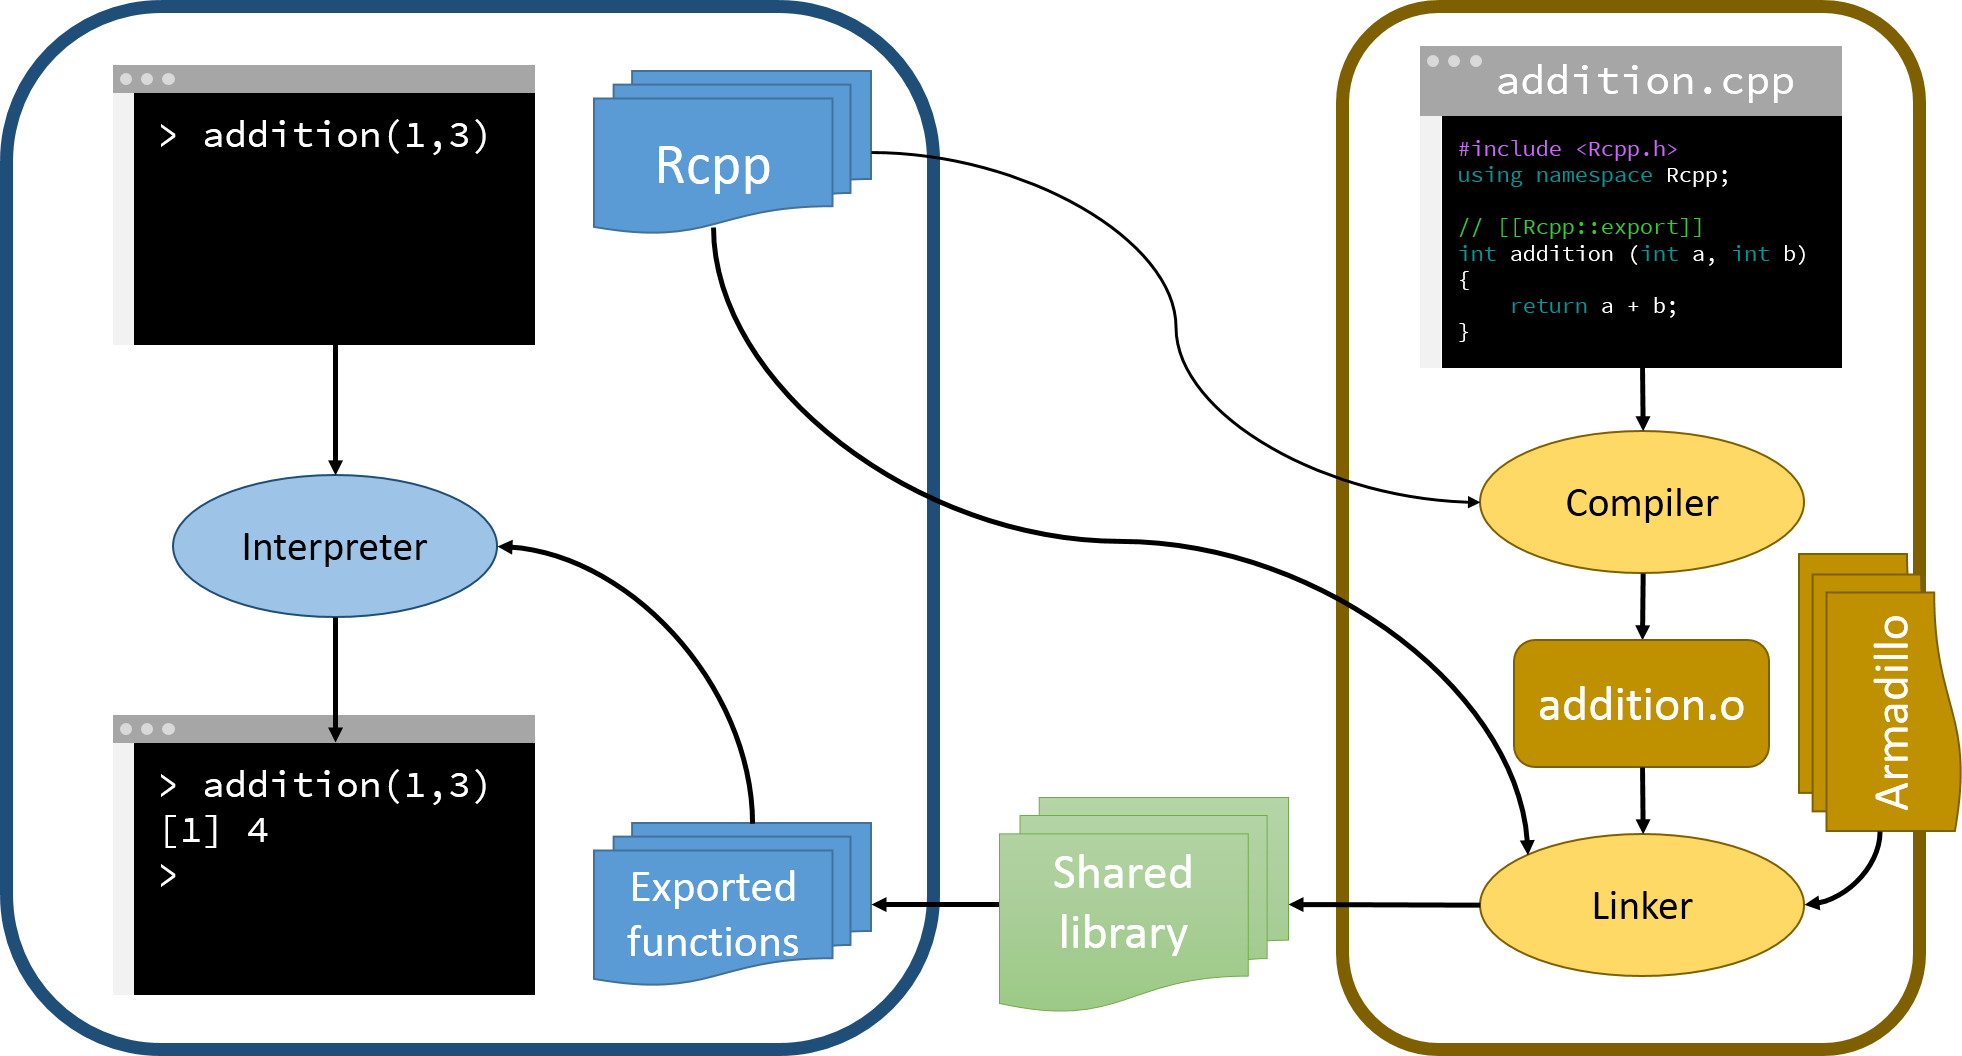 > addition(1,3)
Rcpp
Interpreter
> addition(1,3)
[1] 4
>
Exported
functions
Shared
library
addition.cpp
#include <Rcpp.h>
using namespace Rcpp;
// [[Rcpp::export]]
int addition (int a, int b)
{
    return a + b;
}
Compiler
addition.o
Armadillo
Linker